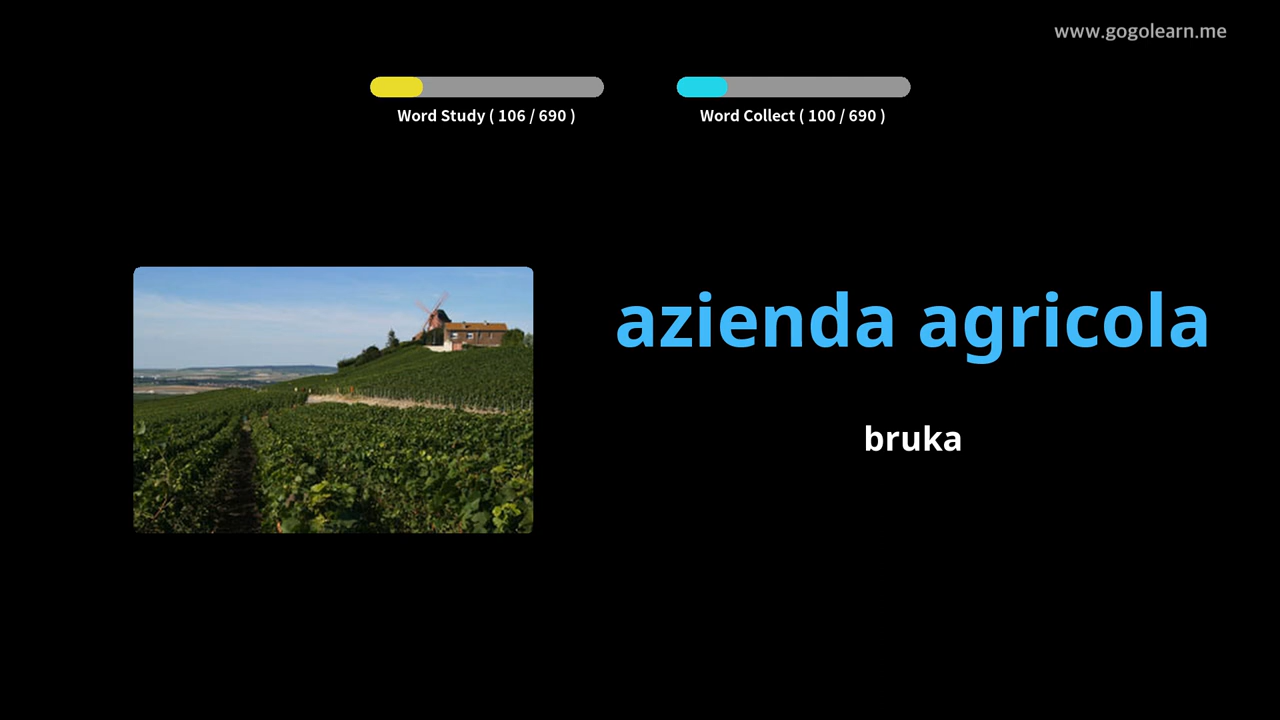 www.gogolearn.me
Word Study ( 106 / 690 )
Word Collect ( 100 / 690 )
azienda agricola
bruka